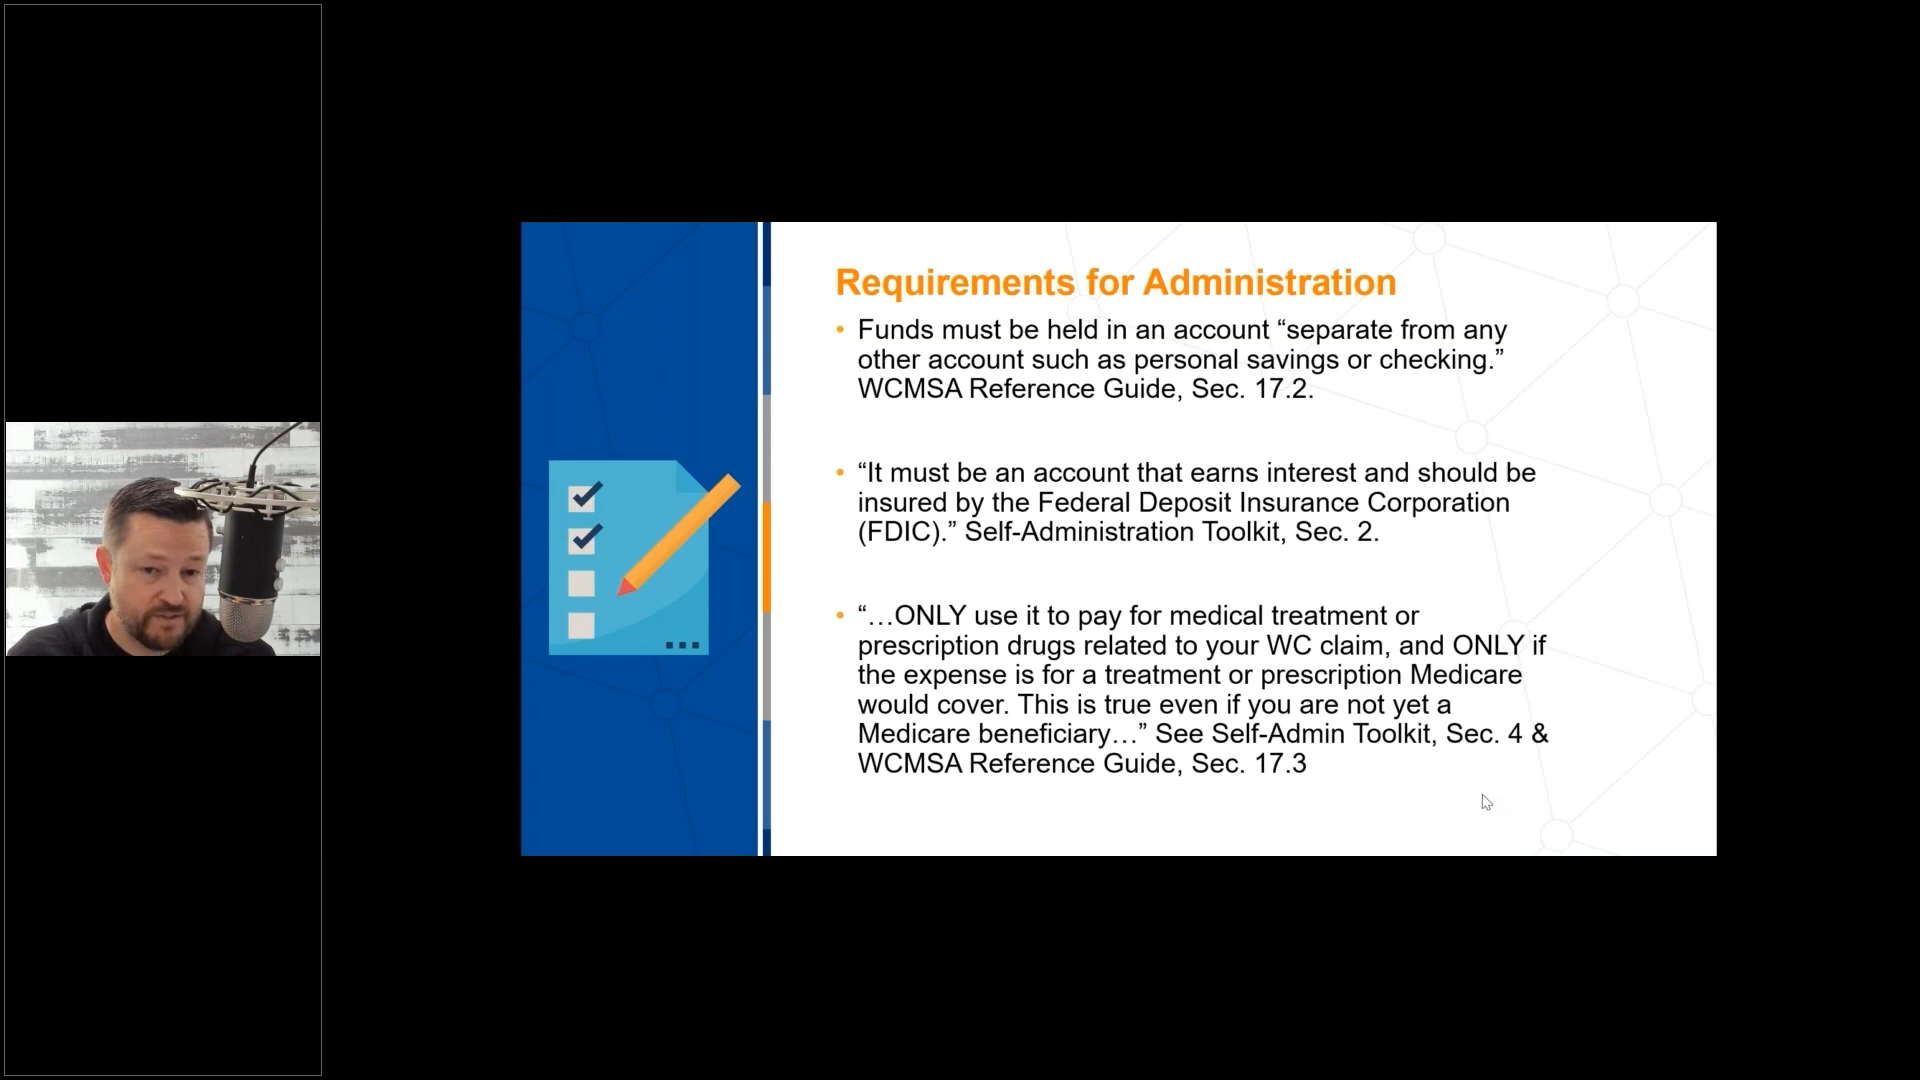 Requirements for Administration
• Funds must be held in an account “separate from any
other account such as personal savings or checking.”
WCMSA Reference Guide, Sec. 17.2.
• “It must be an account that earns interest and should be
insured by the Federal Deposit Insurance Corporation
(FDIC).” Self-Administration Toolkit, Sec. 2.
• “…ONLY use it to pay for medical treatment or
prescription drugs related to your WC claim, and ONLY if
the expense is for a treatment or prescription Medicare
would cover. This is true even if you are not yet a
Medicare beneficiary…” See Self-Admin Toolkit, Sec. 4 &
WCMSA Reference Guide, Sec. 17.3